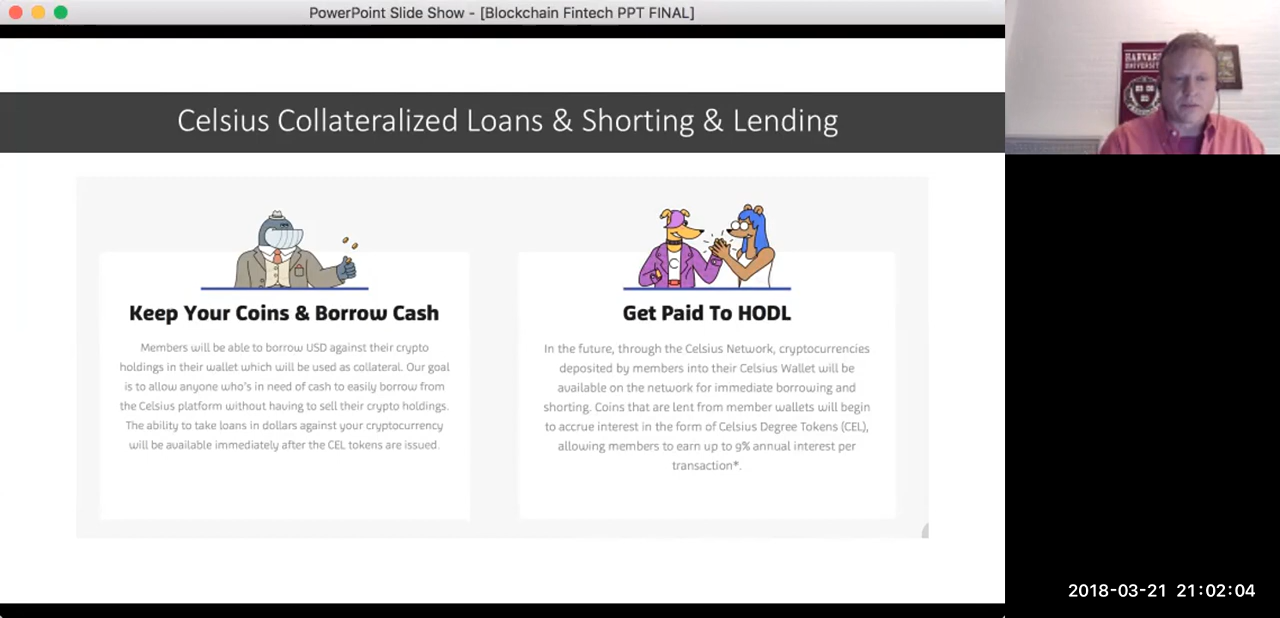 PowerPoint Slide Show - [Blockchain Fintech PPT FINAL]
Celsius Collateralized Loans & Shorting & Lending
Keep Your Coins & Borrow Cash
Members will be able to borrow USD against their crypto
holdings in their wallet which will be used as collateral. Our goal
is to allow anyone who's in need of cash to easily borrow from
the Celsius platform without having to sell their crypto holdings.
The ability to take loans in dollars against your cryptocurrency
will be available immediately after the CEL tokens are issued.
Get Paid To HODL
In the future, through the Celsius Network, cryptocurrencies
deposited by members into their Celsius Wallet will be
available on the network for immediate borrowing and
shorting. Coins that are lent from member wallets will begin
to accrue interest in the form of Celsius Degree Tokens (CEL),
allowing members to earn up to 9% annual interest per
transaction*.
HARVARD
UNIVERSITY
2018-03-21 21:02:04